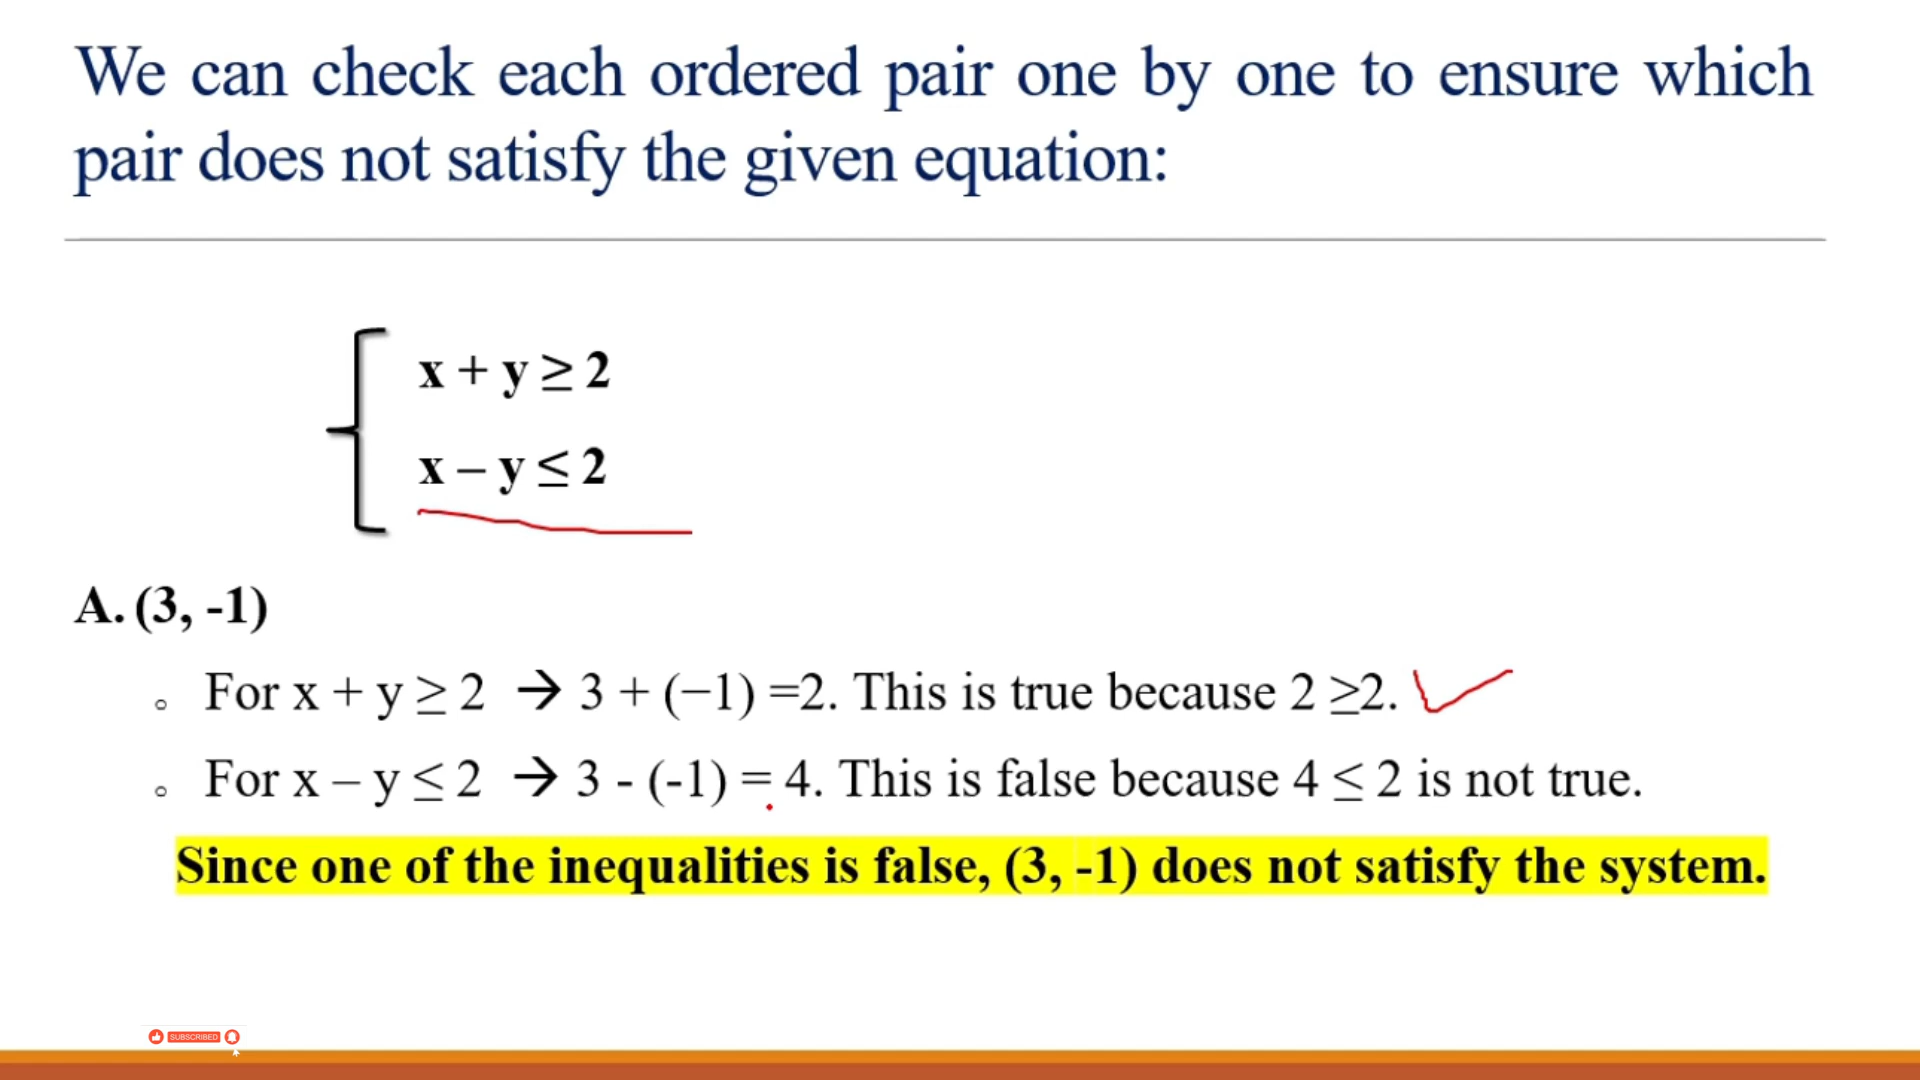 We can check each ordered pair one by one to ensure which
pair does not satisfy the given equation:
x + y ≥ 2
x – y ≤ 2
A. (3, -1)
◦ For x + y ≥ 2 → 3 + (−1) =2. This is true because 2 ≥2.
◦ For x – y ≤ 2 → 3 - (-1) = 4. This is false because 4 ≤ 2 is not true.
Since one of the inequalities is false, (3, -1) does not satisfy the system.
SUBSCRIBED